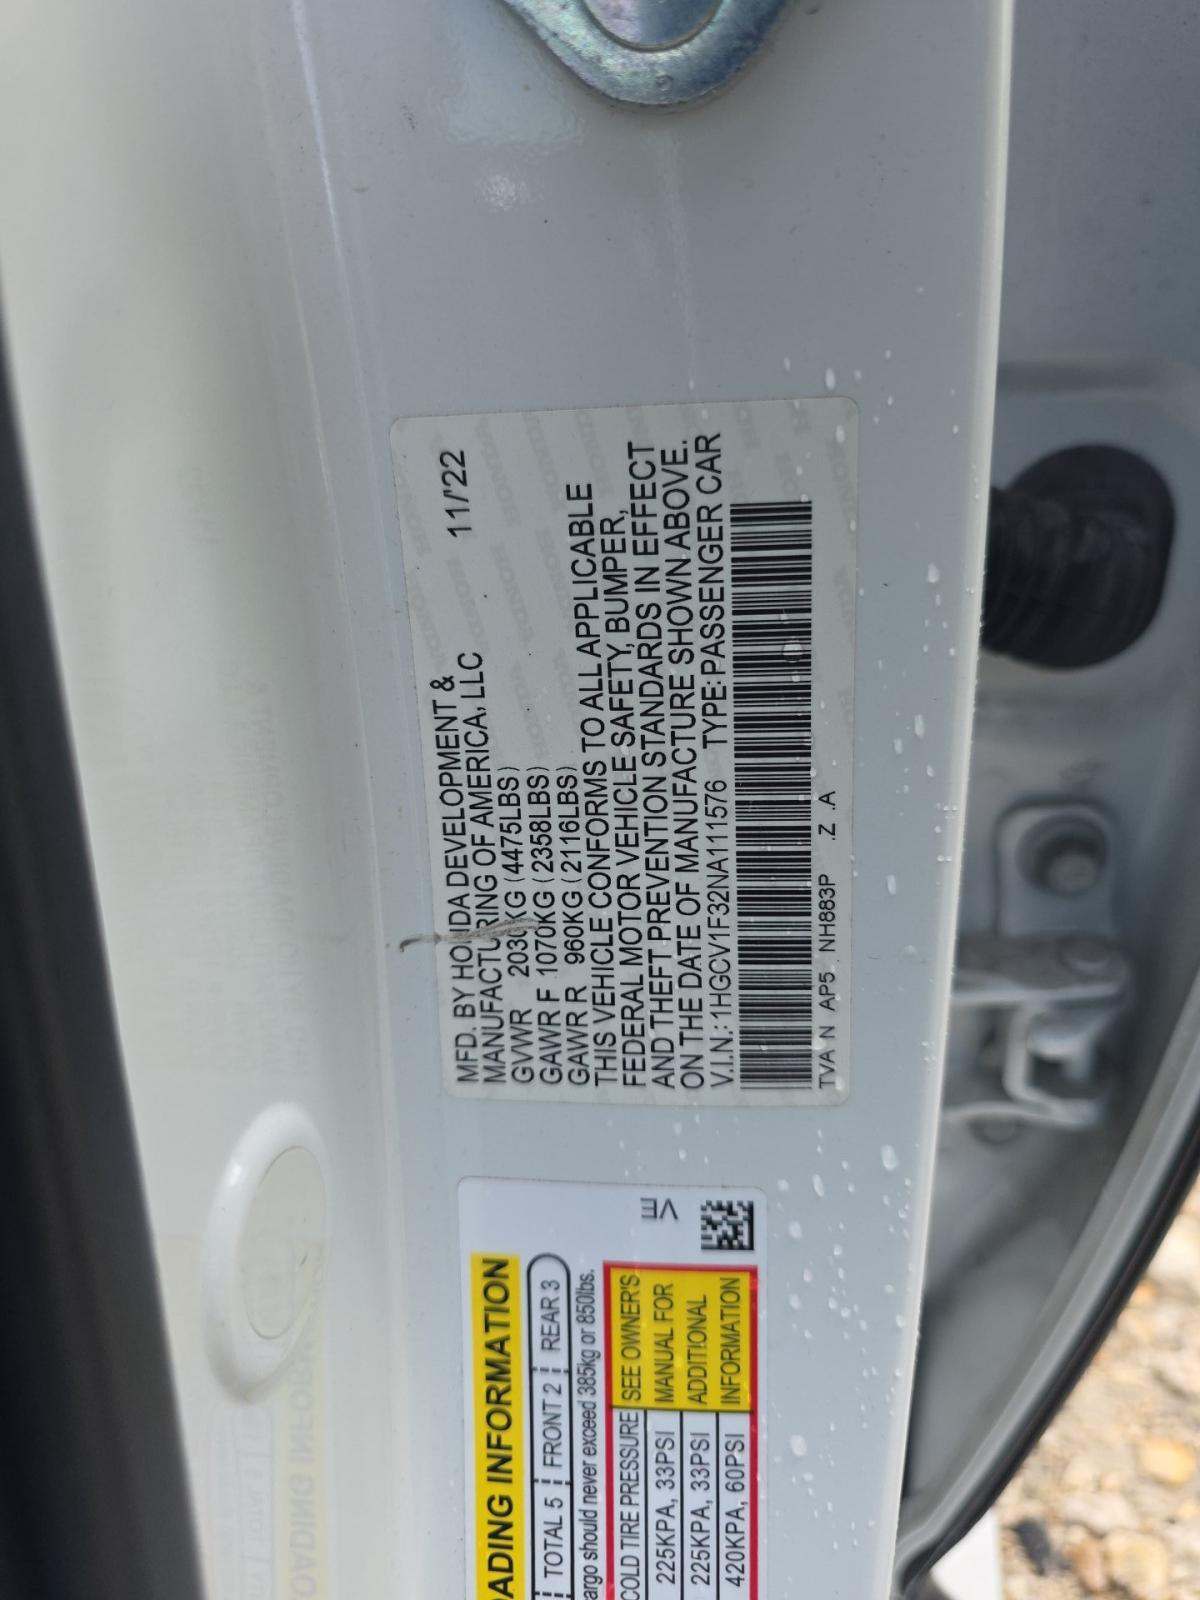 MFD. BY HONDA DEVELOPMENT & 11/'22
MANUFACTURING OF AMERICA, LLC
GVWR 2030KG (4475LBS)
GAWR F 1070KG (2358LBS)
GAWR R 960KG (2116LBS)
THIS VEHICLE CONFORMS TO ALL APPLICABLE
FEDERAL MOTOR VEHICLE SAFETY, BUMPER,
AND THEFT PREVENTION STANDARDS IN EFFECT
ON THE DATE OF MANUFACTURE SHOWN ABOVE.
V.I.N.: 1HGCV1F32NA111576 TYPE: PASSENGER CAR
TVA N AP5 NH883P .Z .A
ADING INFORMATION
TOTAL 5 FRONT 2 REAR 3
argo should never exceed 385kg or 850lbs.
COLD TIRE PRESSURE
225KPA, 33PSI
225KPA, 33PSI
420KPA, 60PSI
SEE OWNER'S
MANUAL FOR
ADDITIONAL
INFORMATION
VE